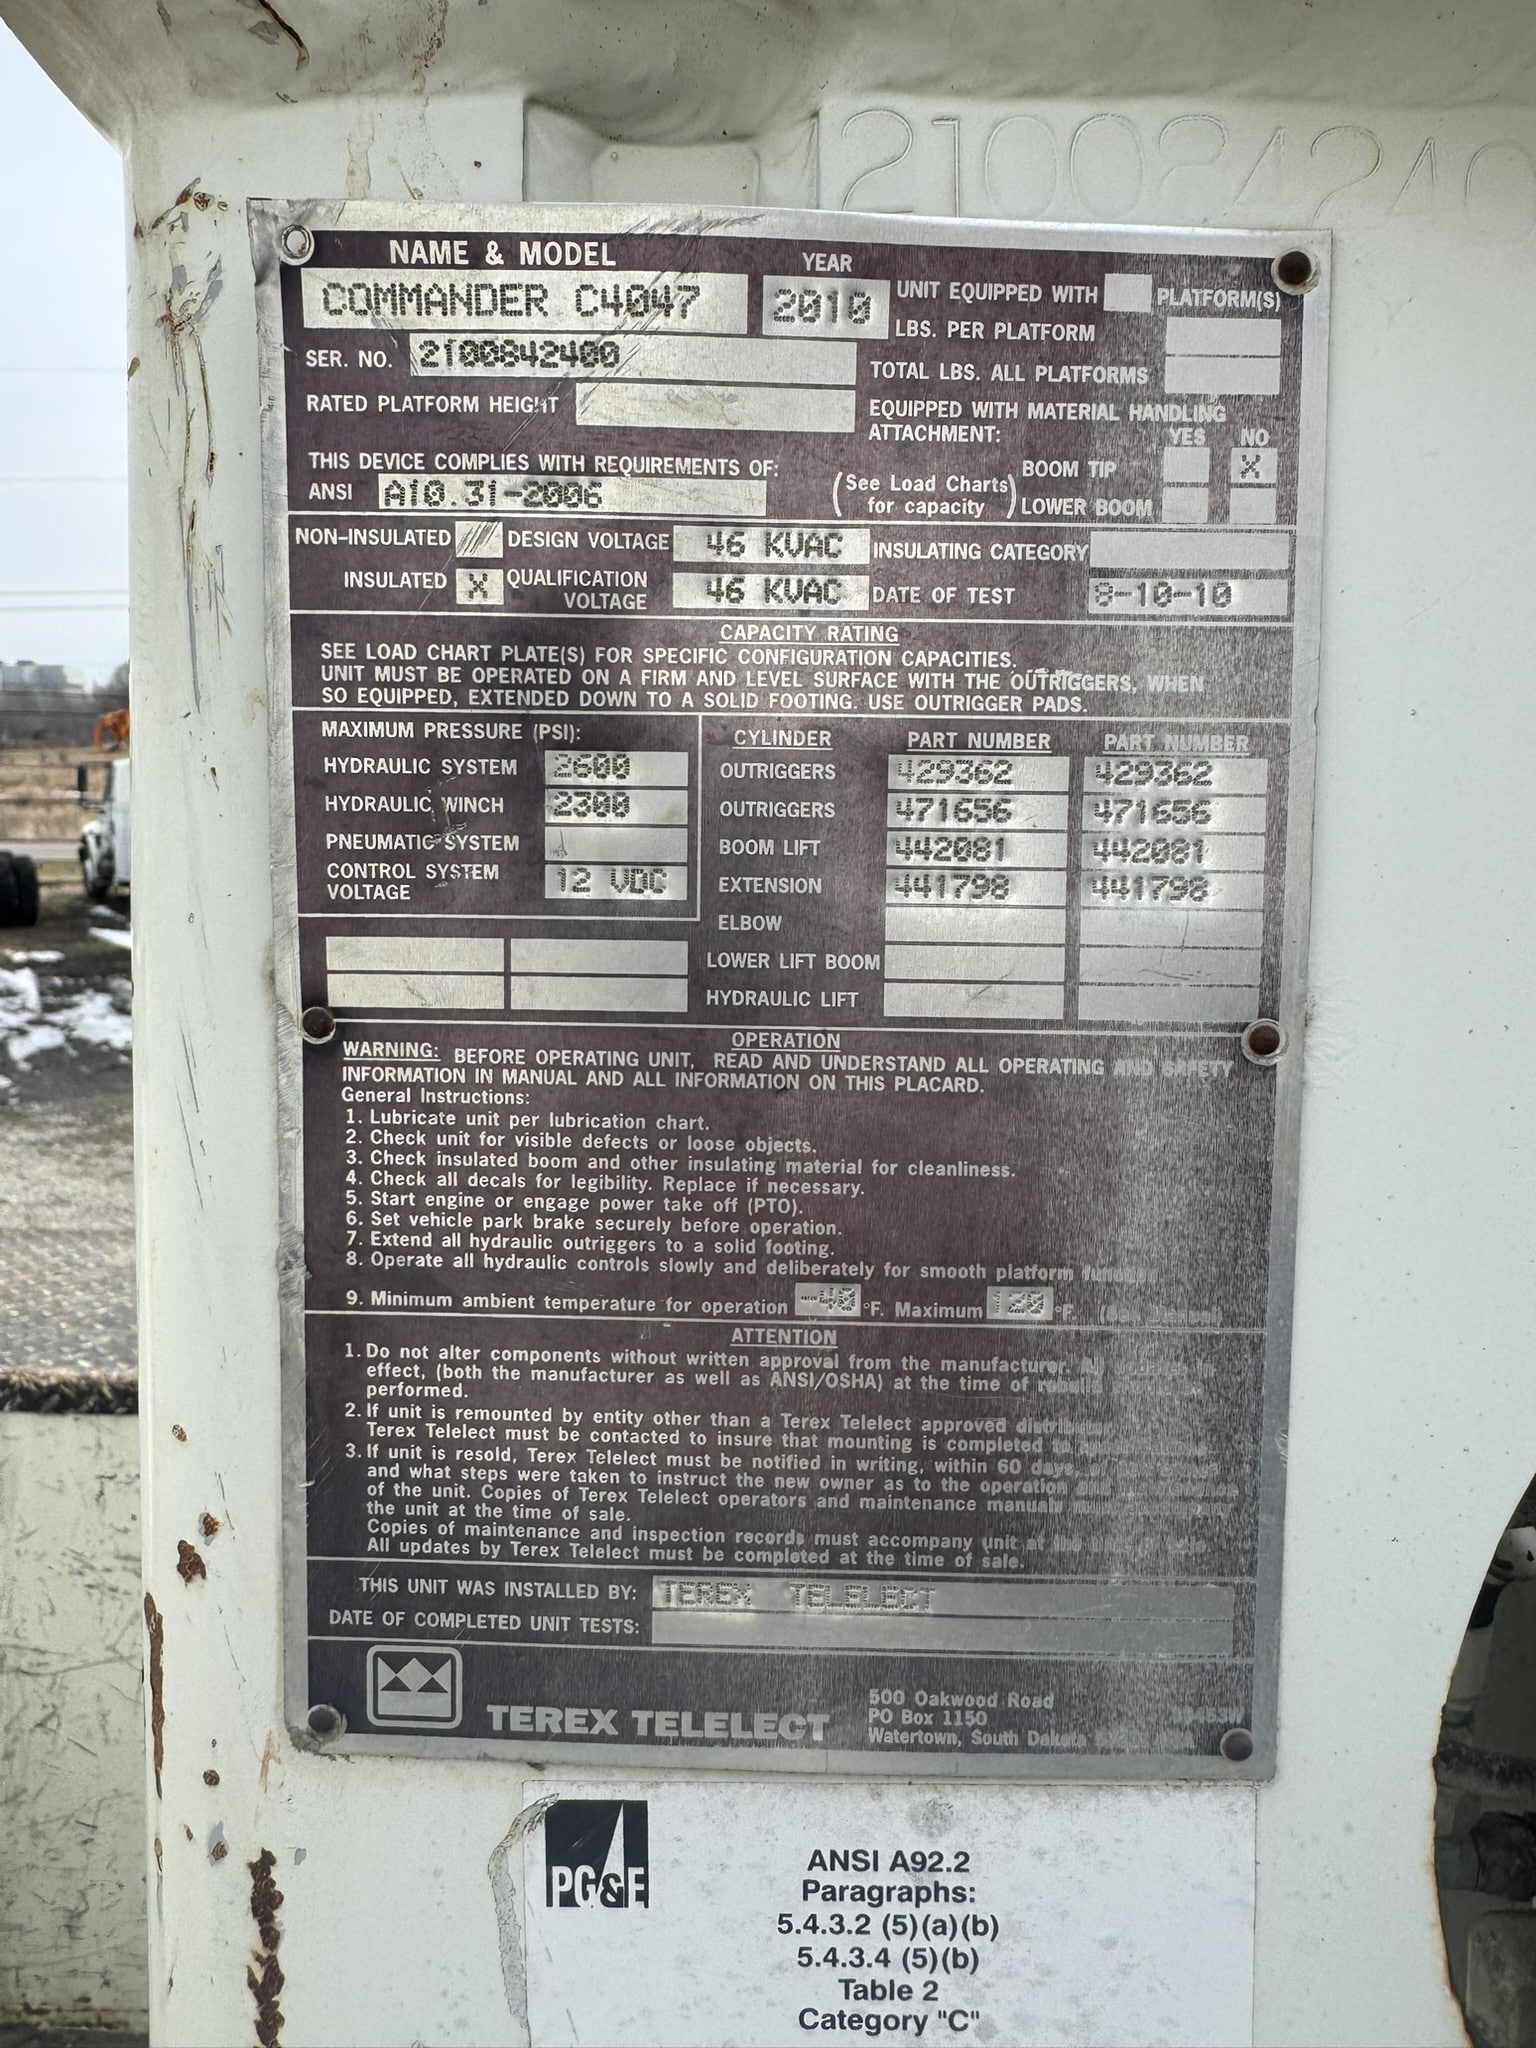 2100842400
NAME & MODEL
YEAR
COMMANDER C4047
2010
UNIT EQUIPPED WITH PLATFORM(S)
LBS. PER PLATFORM
SER. NO. 2100842400
TOTAL LBS. ALL PLATFORMS
RATED PLATFORM HEIGHT
EQUIPPED WITH MATERIAL HANDLING
ATTACHMENT: YES NO
THIS DEVICE COMPLIES WITH REQUIREMENTS OF:
ANSI A10.31-2006
(See Load Charts for capacity)
BOOM TIP X
LOWER BOOM
NON-INSULATED DESIGN VOLTAGE 46 KVAC INSULATING CATEGORY
INSULATED X QUALIFICATION VOLTAGE 46 KVAC DATE OF TEST 8-10-10
CAPACITY RATING
SEE LOAD CHART PLATE(S) FOR SPECIFIC CONFIGURATION CAPACITIES.
UNIT MUST BE OPERATED ON A FIRM AND LEVEL SURFACE WITH THE OUTRIGGERS, WHEN
SO EQUIPPED, EXTENDED DOWN TO A SOLID FOOTING. USE OUTRIGGER PADS.
MAXIMUM PRESSURE (PSI):
HYDRAULIC SYSTEM 2600
HYDRAULIC WINCH 2300
PNEUMATIC SYSTEM
CONTROL SYSTEM VOLTAGE 12 VDC
CYLINDER PART NUMBER PART NUMBER
OUTRIGGERS 429362 429362
OUTRIGGERS 471656 471656
BOOM LIFT 442081 442081
EXTENSION 441798 441798
ELBOW
LOWER LIFT BOOM
HYDRAULIC LIFT
OPERATION
WARNING: BEFORE OPERATING UNIT, READ AND UNDERSTAND ALL OPERATING AND SAFETY
INFORMATION IN MANUAL AND ALL INFORMATION ON THIS PLACARD.
General Instructions:
1. Lubricate unit per lubrication chart.
2. Check unit for visible defects or loose objects.
3. Check insulated boom and other insulating material for cleanliness.
4. Check all decals for legibility. Replace if necessary.
5. Start engine or engage power take off (PTO).
6. Set vehicle park brake securely before operation.
7. Extend all hydraulic outriggers to a solid footing.
8. Operate all hydraulic controls slowly and deliberately for smooth platform
9. Minimum ambient temperature for operation -40 °F. Maximum 120 °F.
ATTENTION
1. Do not alter components without written approval from the manufacturer.
effect, (both the manufacturer as well as ANSI/OSHA) at the time of
performed.
2. If unit is remounted by entity other than a Terex Telelect approved
Terex Telelect must be contacted to insure that mounting is completed
3. If unit is resold, Terex Telelect must be notified in writing, within 60 days
and what steps were taken to instruct the new owner as to the operation
of the unit. Copies of Terex Telelect operators and maintenance
the unit at the time of sale.
Copies of maintenance and inspection records must accompany unit
All updates by Terex Telelect must be completed at the time of sale.
THIS UNIT WAS INSTALLED BY: TEREX TELELECT
DATE OF COMPLETED UNIT TESTS:
TEREX TELELECT
500 Oakwood Road
PO Box 1150
Watertown, South Dakota
PG&E
ANSI A92.2
Paragraphs:
5.4.3.2 (5)(a)(b)
5.4.3.4 (5)(b)
Table 2
Category "C"